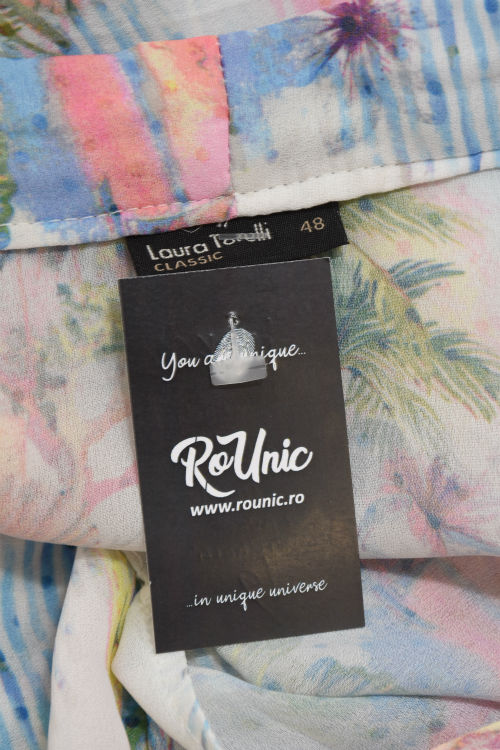 Laura Torelli 48
CLASSIC
You are unique...
RoUnic
www.rounic.ro
...in unique universe